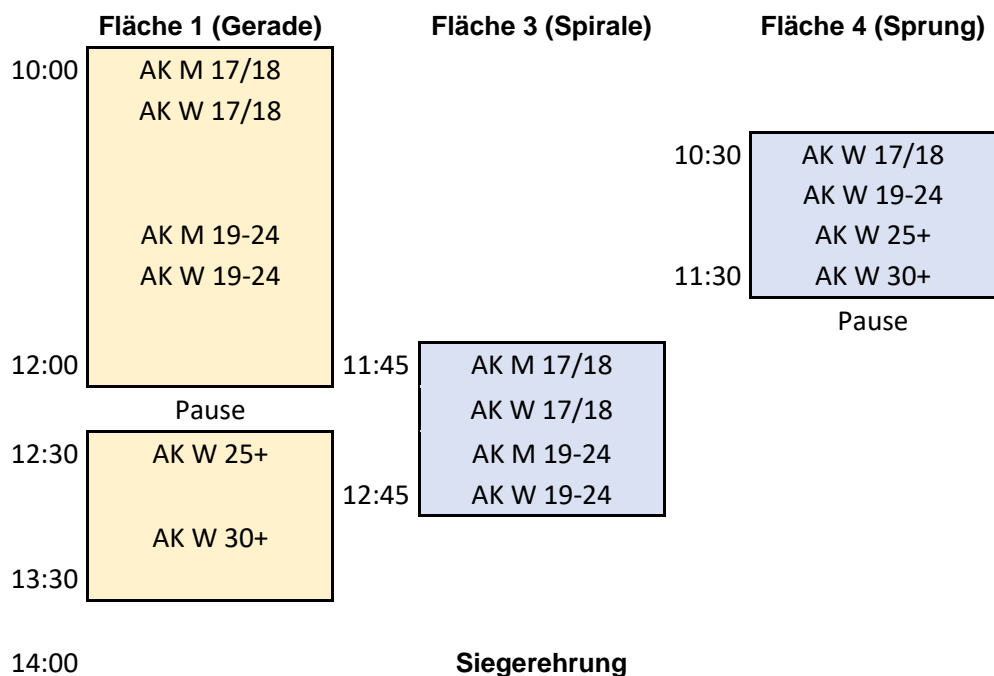 Fläche 1 (Gerade) Fläche 3 (Spirale) Fläche 4 (Sprung)
10:00 AK M 17/18
AK W 17/18
10:30 AK W 17/18
AK W 19-24
AK M 19-24 AK W 25+
AK W 19-24 11:30 AK W 30+
Pause
12:00 11:45 AK M 17/18
Pause AK W 17/18
12:30 AK W 25+ AK M 19-24
12:45 AK W 19-24
AK W 30+
13:30
14:00 Siegerehrung